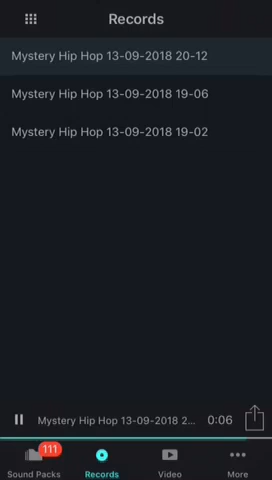 Records
Mystery Hip Hop 13-09-2018 20-12
Mystery Hip Hop 13-09-2018 19-06
Mystery Hip Hop 13-09-2018 19-02
Mystery Hip Hop 13-09-2018 2... 0:06
111
Sound Packs Records Video More